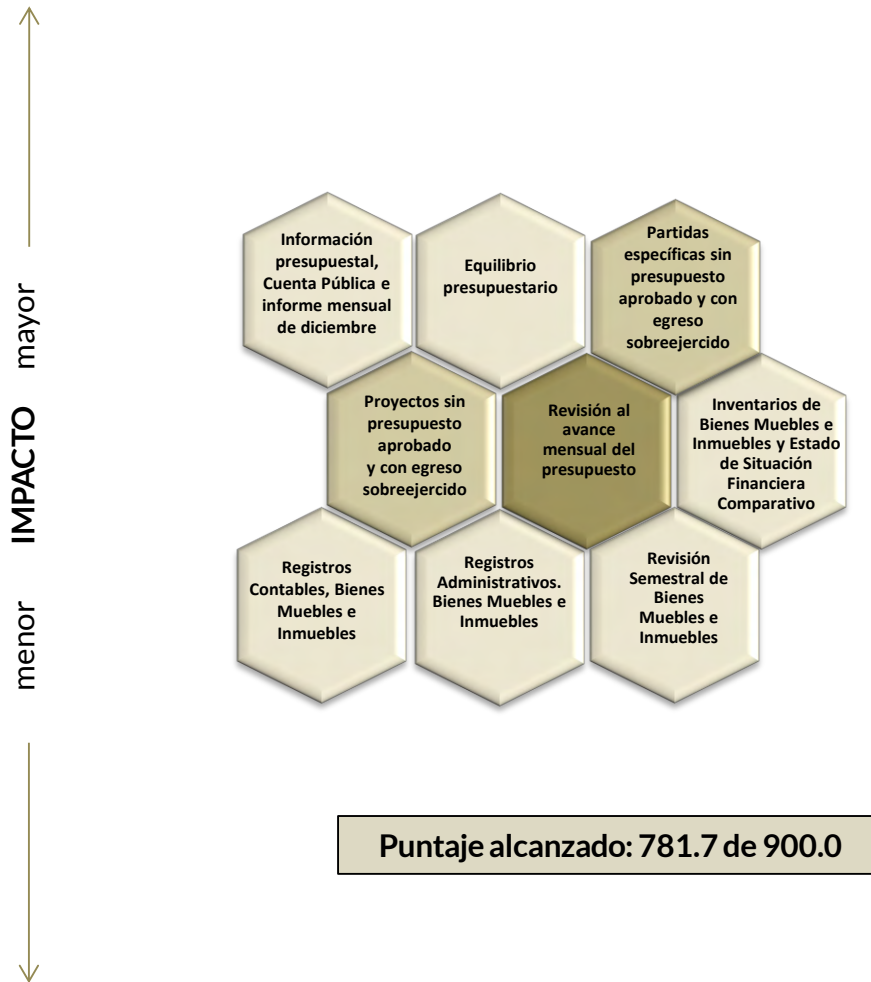 mayor
IMPACTO
menor
Información
presupuestal,
Cuenta Pública e
informe mensual
de diciembre
Equilibrio
presupuestario
Partidas
específicas sin
presupuesto
aprobado y con
egreso
sobreejercido
Proyectos sin
presupuesto
aprobado
y con egreso
sobreejercido
Revisión al
avance
mensual del
presupuesto
Inventarios de
Bienes Muebles e
Inmuebles y Estado
de Situación
Financiera
Comparativo
Registros
Contables, Bienes
Muebles e
Inmuebles
Registros
Administrativos.
Bienes Muebles e
Inmuebles
Revisión
Semestral de
Bienes
Muebles e
Inmuebles
Puntaje alcanzado: 781.7 de 900.0